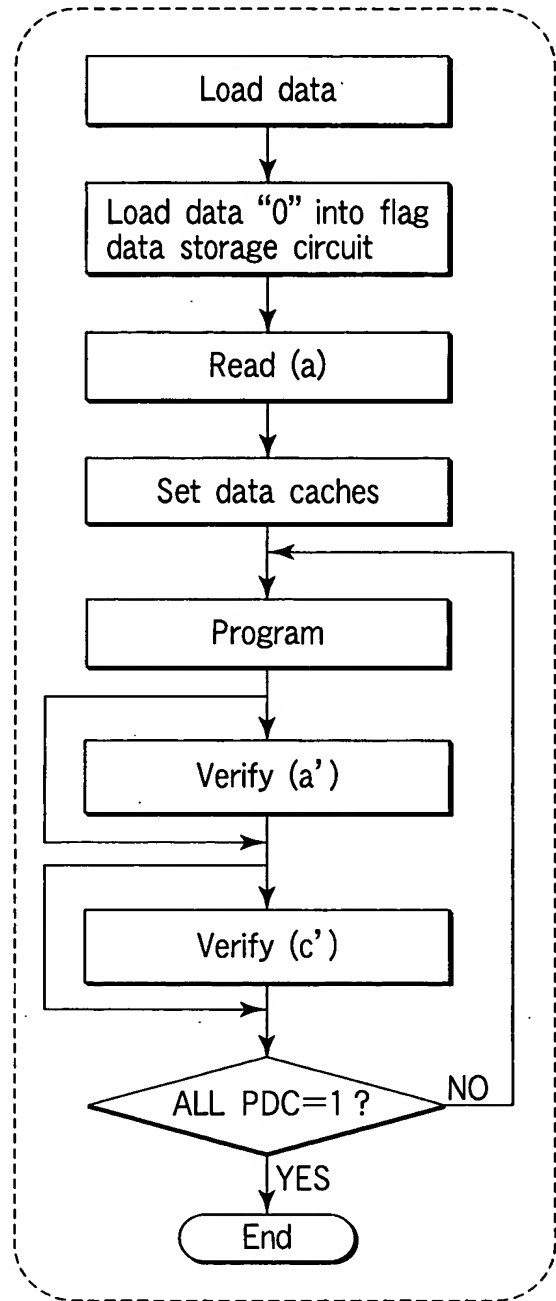 Load data
Load data “0” into flag
data storage circuit
Read (a)
Set data caches
Program
Verify (a’)
Verify (c’)
ALL PDC=1 ?
NO
YES
End